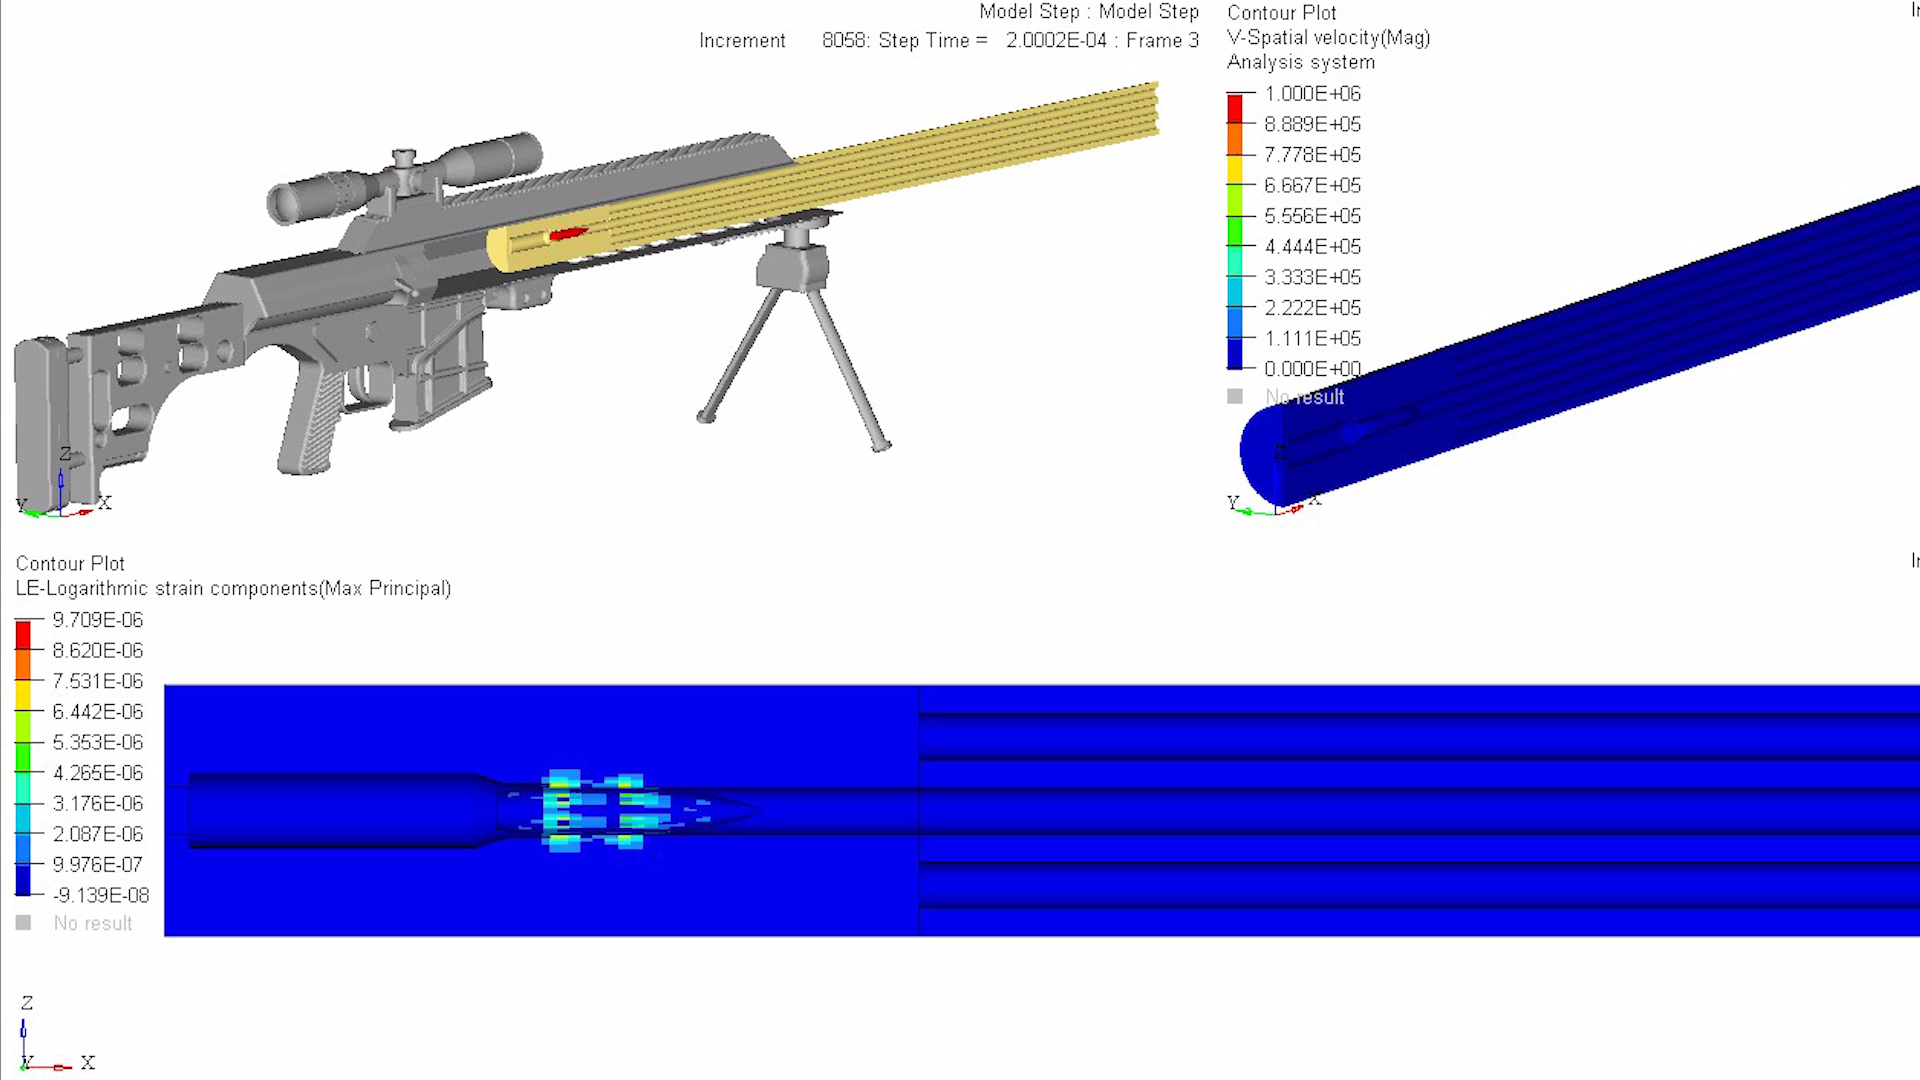 Model Step : Model Step
Increment 8058: Step Time = 2.0002E-04 : Frame 3
Z
Y
X
Contour Plot
V-Spatial velocity(Mag)
Analysis system
1.000E+06
8.889E+05
7.778E+05
6.667E+05
5.556E+05
4.444E+05
3.333E+05
2.222E+05
1.111E+05
0.000E+00
No result
Z
Y
X
Contour Plot
LE-Logarithmic strain components(Max Principal)
9.709E-06
8.620E-06
7.531E-06
6.442E-06
5.353E-06
4.265E-06
3.176E-06
2.087E-06
9.976E-07
-9.139E-08
No result
Z
Y
X